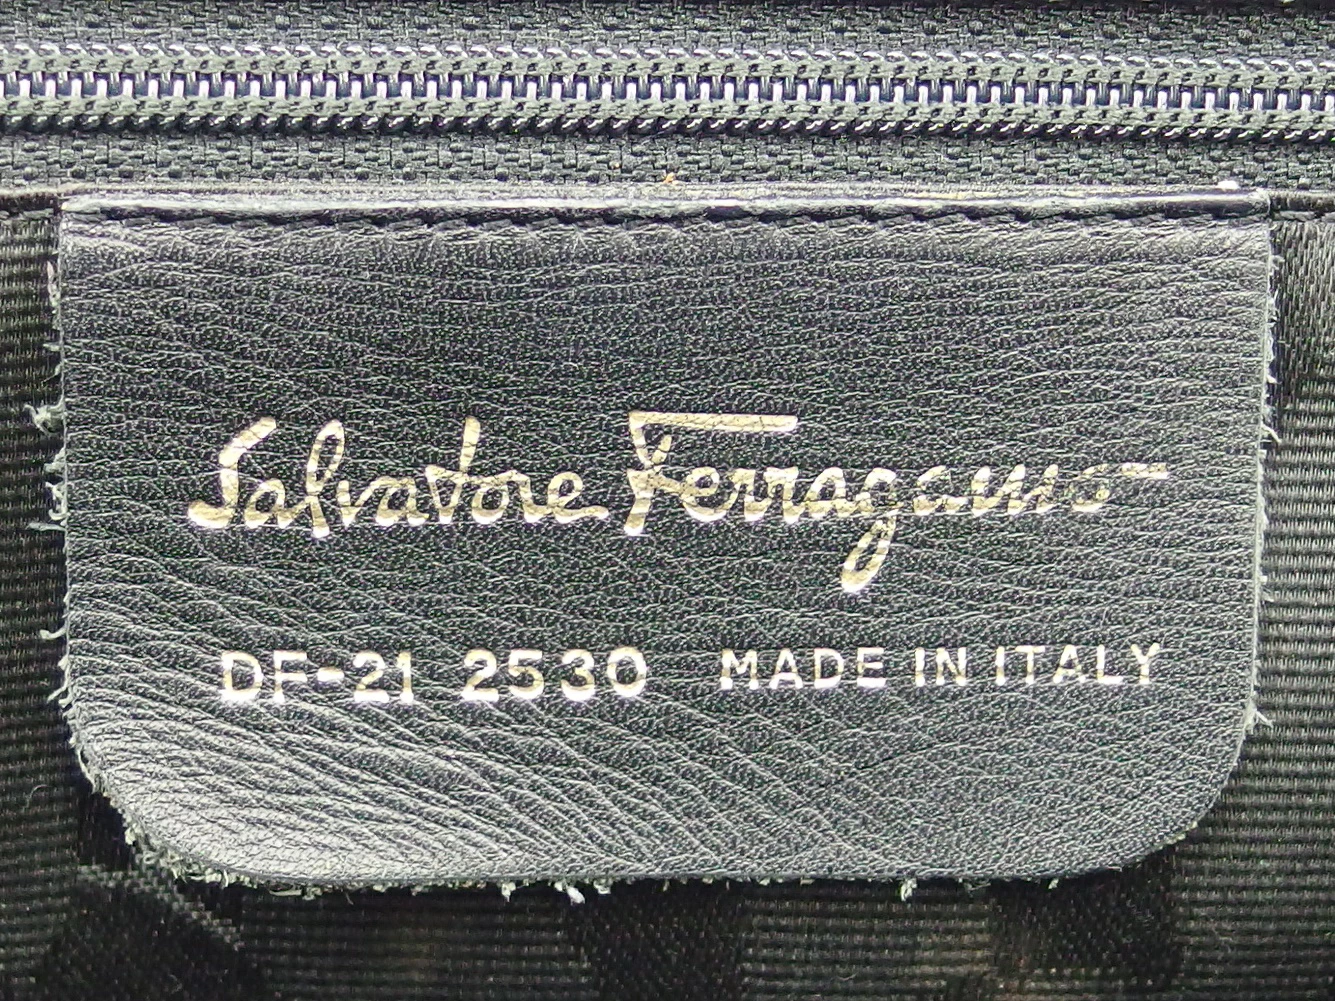 Salvatore Ferragamo
DF-21 2530 MADE IN ITALY